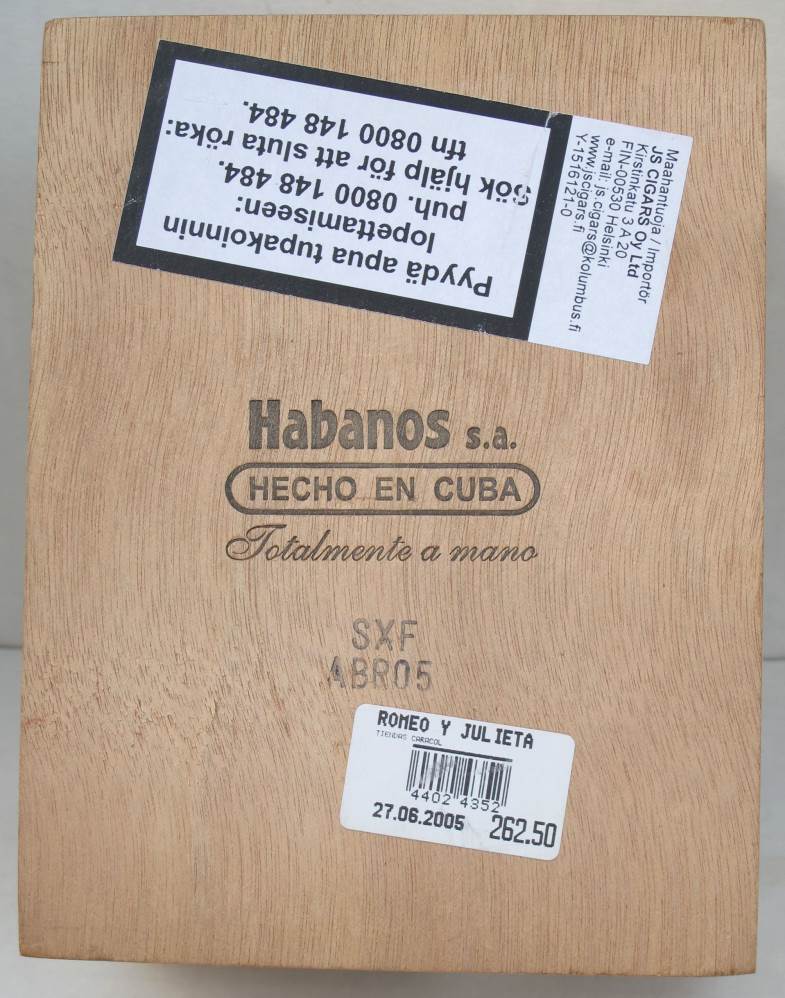 Pyydä apua tupakoinnin
lopettamiseen:
puh. 0800 148 484.
Sök hjälp för att sluta röka:
tfn 0800 148 484.
Maahantuoja / Importör
JS CIGARS Oy Ltd
Kirstinkatu 3 A 20
FIN-00530 Helsinki
e-mail: js.cigars@kolumbus.fi
www.jscigars.fi
Y-1516121-0
Habanos s.a.
HECHO EN CUBA
Totalmente a mano
SXF
ABR05
ROMEO Y JULIETA
TIENDAS CARACOL
4402 4352
27.06.2005 262.50